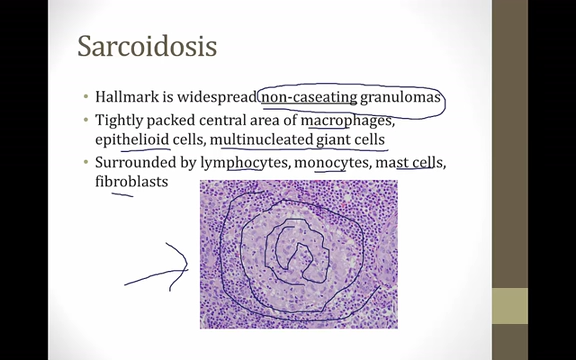 Sarcoidosis
• Hallmark is widespread non-caseating granulomas
• Tightly packed central area of macrophages,
epithelioid cells, multinucleated giant cells
• Surrounded by lymphocytes, monocytes, mast cells,
fibroblasts